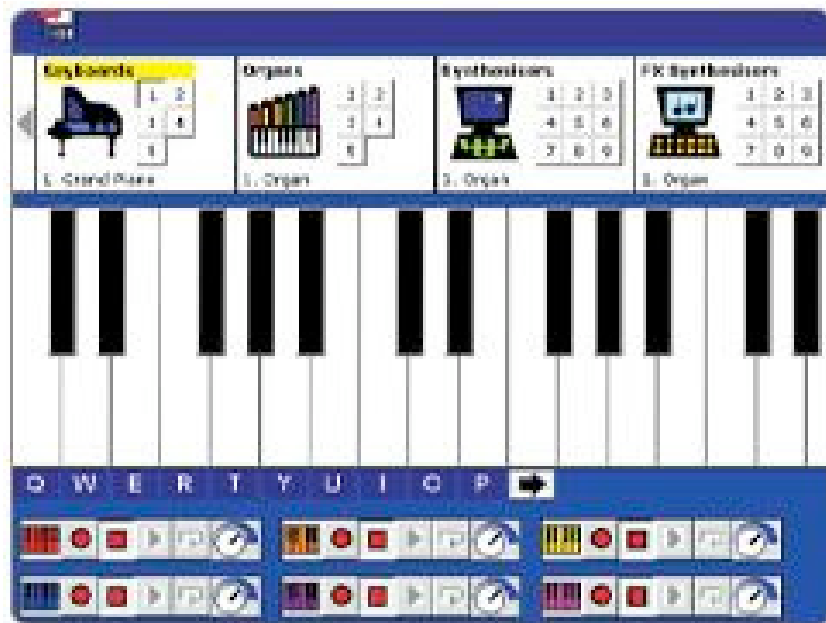 Keyboards Organs Synthesisers FX Synthesisers
1 2 1 2 1 2 3 1 2 3
3 4 3 4 4 5 6 4 5 6
5 5 7 8 9 7 8 9
1. Grand Piano 1. Organ 1. Organ 1. Organ
Q W E R T Y U I O P